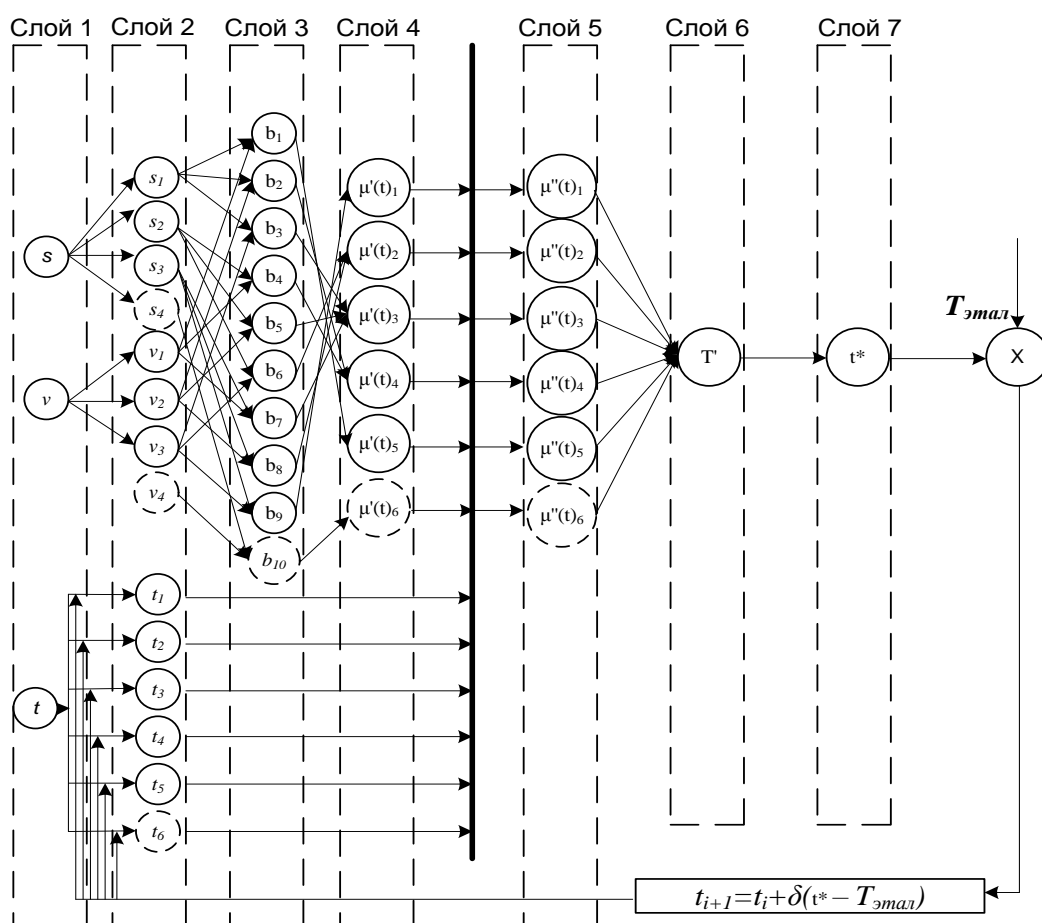 Слой 1 Слой 2 Слой 3 Слой 4 Слой 5 Слой 6 Слой 7
s
v
t
s1
s2
s3
s4
v1
v2
v3
v4
t1
t2
t3
t4
t5
t6
b1
b2
b3
b4
b5
b6
b7
b8
b9
b10
μ'(t)1
μ'(t)2
μ'(t)3
μ'(t)4
μ'(t)5
μ'(t)6
μ''(t)1
μ''(t)2
μ''(t)3
μ''(t)4
μ''(t)5
μ''(t)6
T'
t*
Tэтал
X
ti+1=ti+δ(t*– Tэтал)